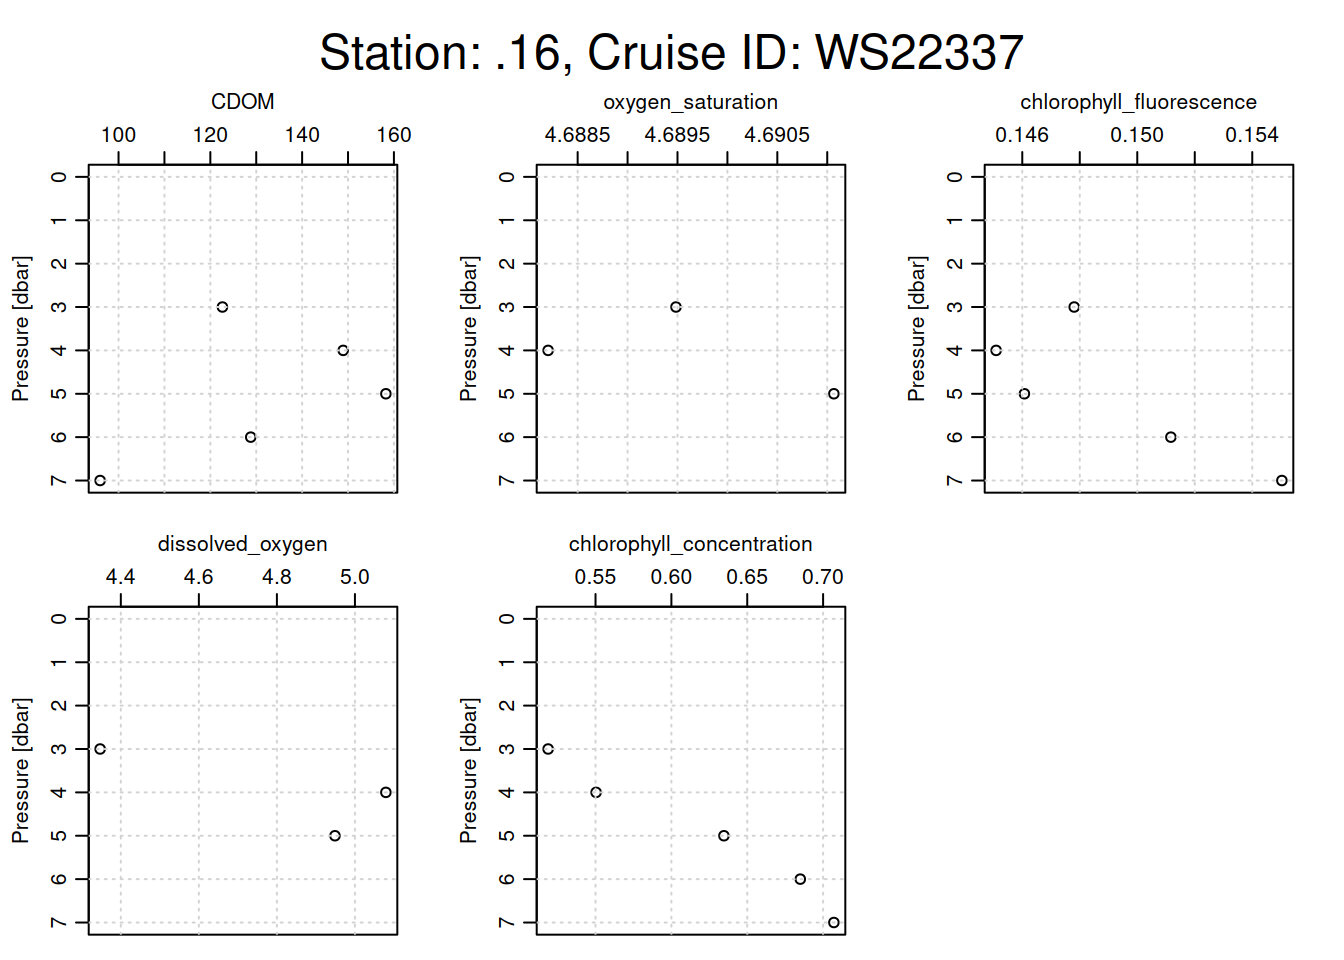 Station: .16, Cruise ID: WS22337
CDOM
100 120 140 160
Pressure [dbar]
0
1
2
3
4
5
6
7
oxygen_saturation
4.6885 4.6895 4.6905
Pressure [dbar]
0
1
2
3
4
5
6
7
chlorophyll_fluorescence
0.146 0.150 0.154
Pressure [dbar]
0
1
2
3
4
5
6
7
dissolved_oxygen
4.4 4.6 4.8 5.0
Pressure [dbar]
0
1
2
3
4
5
6
7
chlorophyll_concentration
0.55 0.60 0.65 0.70
Pressure [dbar]
0
1
2
3
4
5
6
7